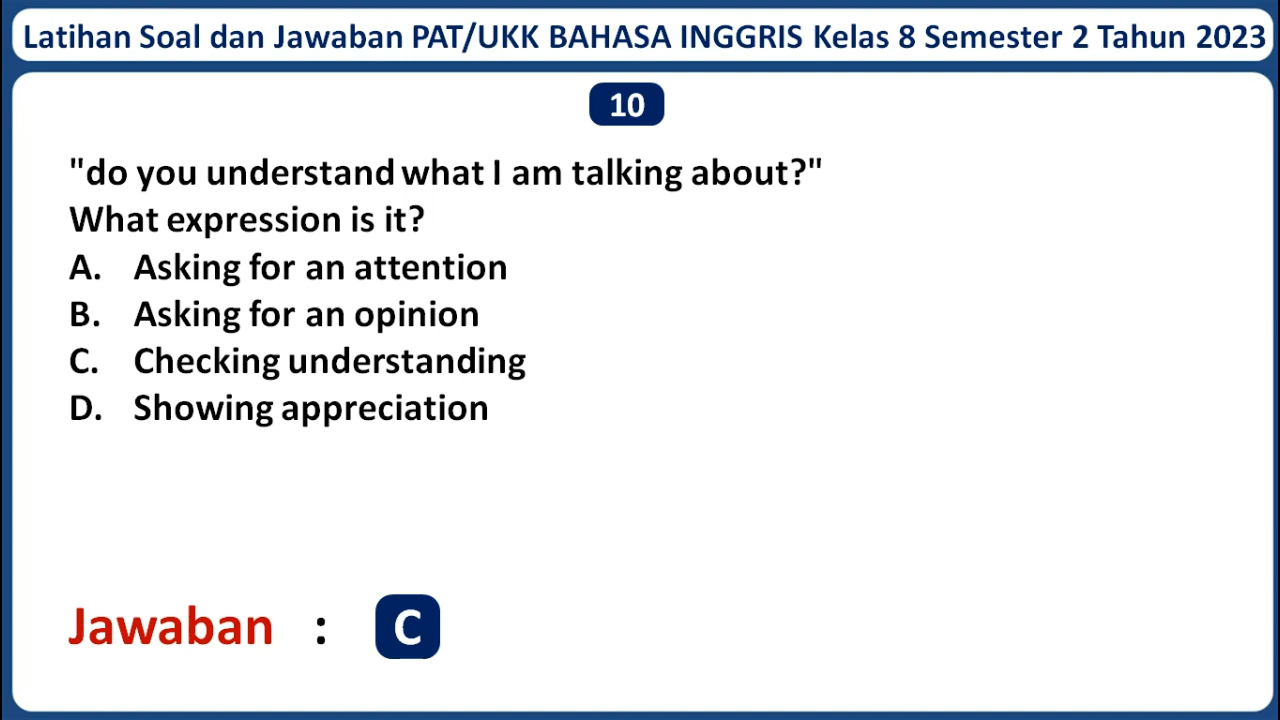 Latihan Soal dan Jawaban PAT/UKK BAHASA INGGRIS Kelas 8 Semester 2 Tahun 2023
10
"do you understand what I am talking about?"
What expression is it?
A. Asking for an attention
B. Asking for an opinion
C. Checking understanding
D. Showing appreciation
Jawaban : C